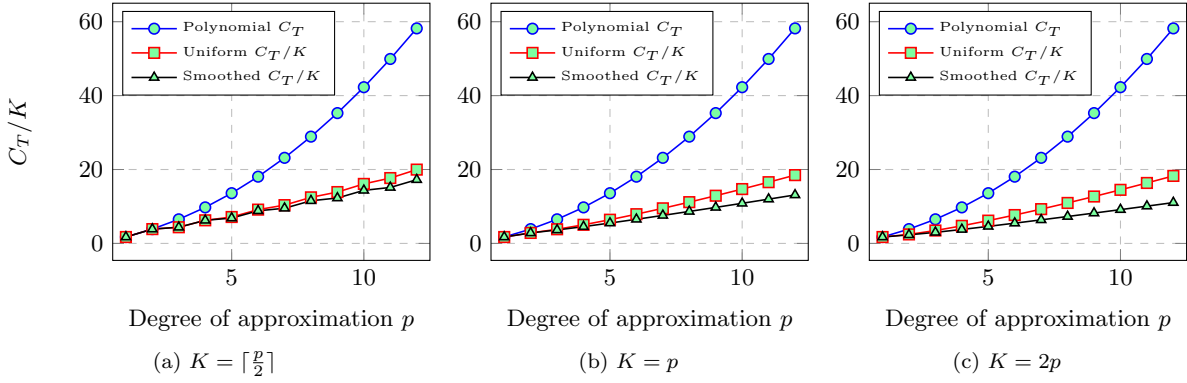 C_T/K
60
40
20
0
Polynomial C_T
Uniform C_T/K
Smoothed C_T/K
5
10
Degree of approximation p
(a) K = ⌈p/2⌉
60
40
20
0
Polynomial C_T
Uniform C_T/K
Smoothed C_T/K
5
10
Degree of approximation p
(b) K = p
60
40
20
0
Polynomial C_T
Uniform C_T/K
Smoothed C_T/K
5
10
Degree of approximation p
(c) K = 2p